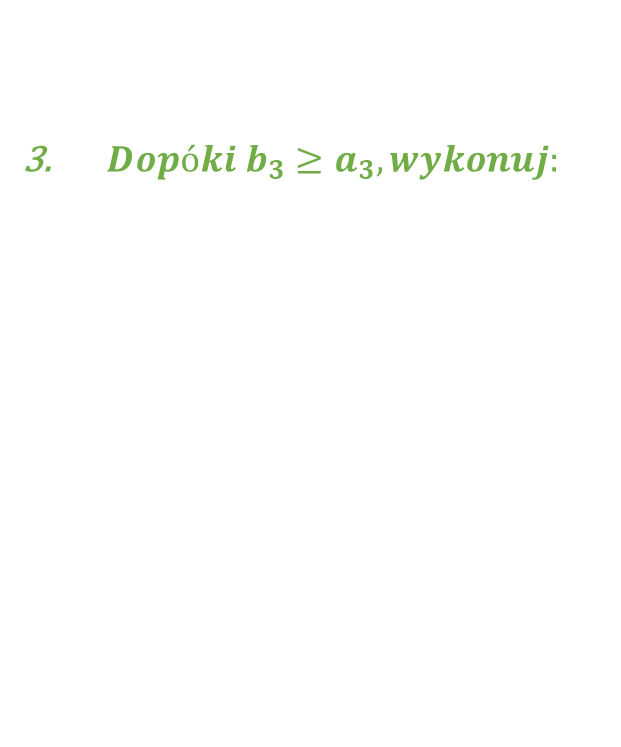 3. Dopóki b₃ ≥ a₃, wykonuj: